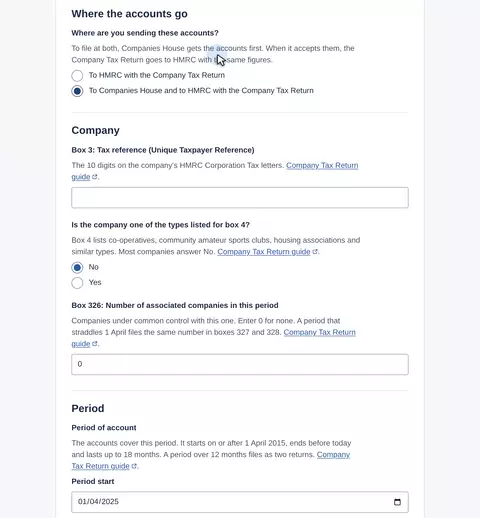 Where the accounts go
Where are you sending these accounts?
To file at both, Companies House gets the accounts first. When it accepts them, the
Company Tax Return goes to HMRC with the same figures.
To HMRC with the Company Tax Return
To Companies House and to HMRC with the Company Tax Return
Company
Box 3: Tax reference (Unique Taxpayer Reference)
The 10 digits on the company's HMRC Corporation Tax letters. Company Tax Return
guide.
Is the company one of the types listed for box 4?
Box 4 lists co-operatives, community amateur sports clubs, housing associations and
similar types. Most companies answer No. Company Tax Return guide.
No
Yes
Box 326: Number of associated companies in this period
Companies under common control with this one. Enter 0 for none. A period that
straddles 1 April files the same number in boxes 327 and 328. Company Tax Return
guide.
0
Period
Period of account
The accounts cover this period. It starts on or after 1 April 2015, ends before today
and lasts up to 18 months. A period over 12 months files as two returns. Company
Tax Return guide.
Period start
01/04/2025